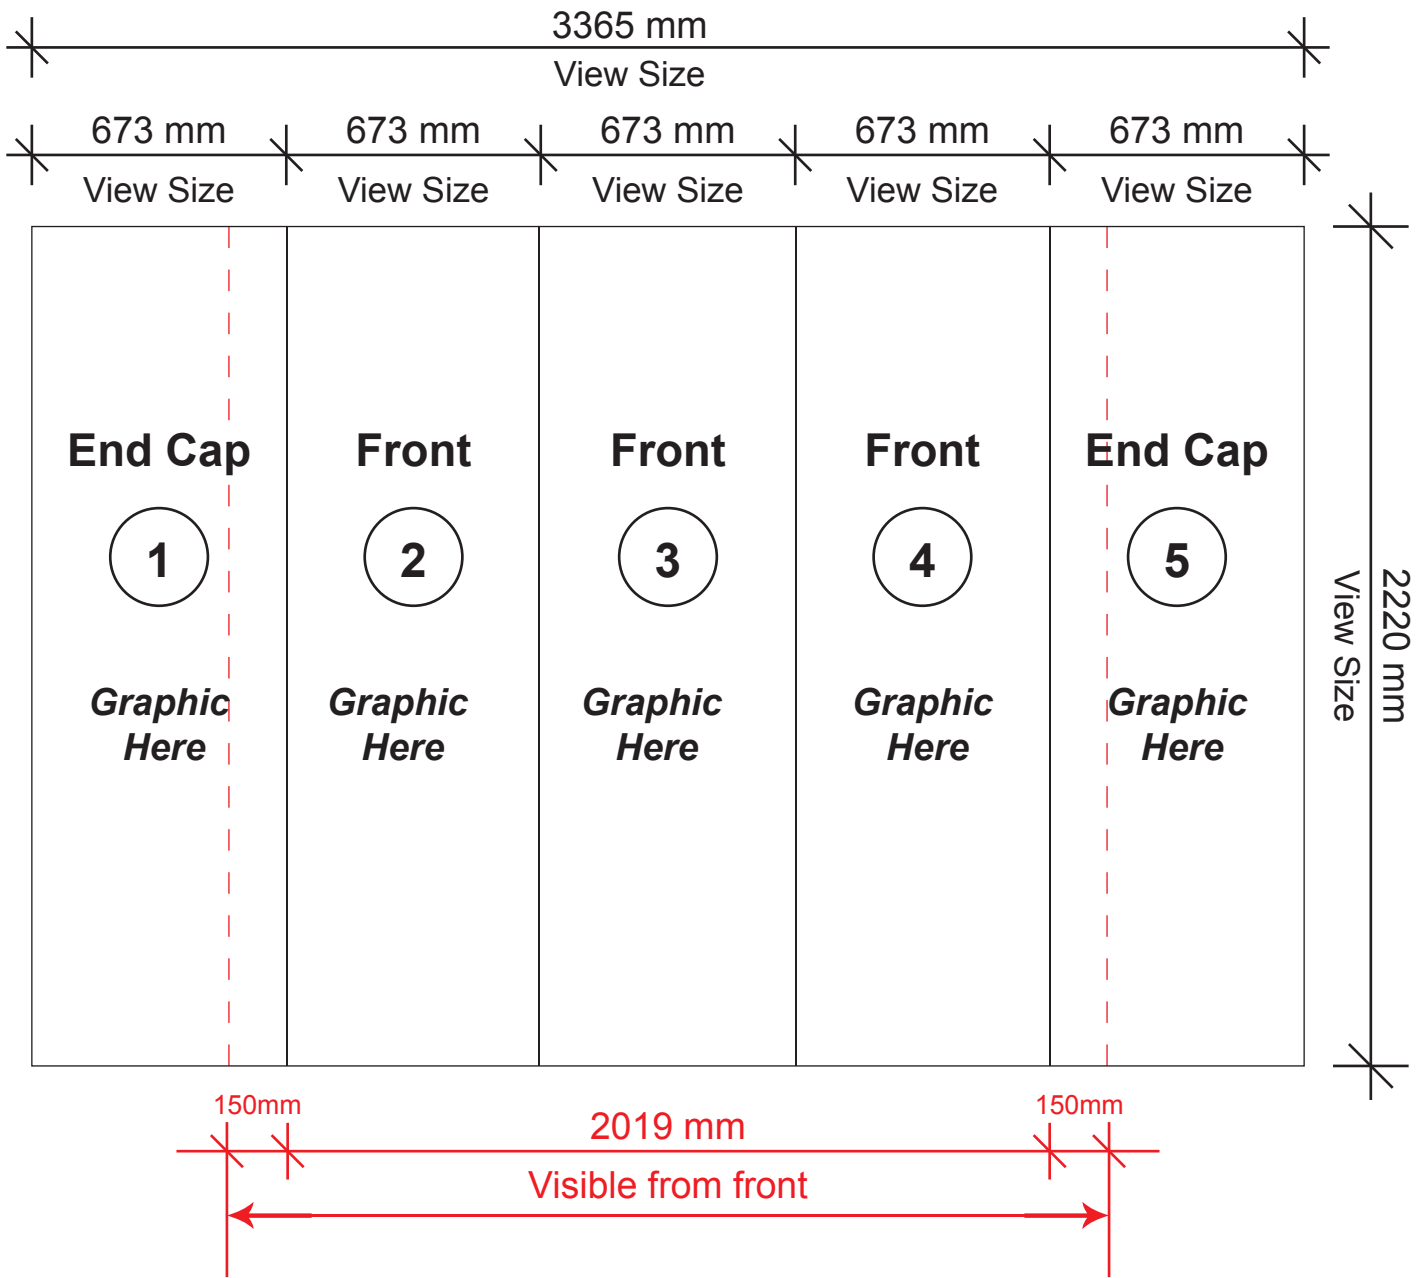 3365 mm
View Size
673 mm 673 mm 673 mm 673 mm 673 mm
View Size View Size View Size View Size View Size
End Cap Front Front Front End Cap
1 2 3 4 5
2220 mm
View Size
Graphic Graphic Graphic Graphic Graphic
Here Here Here Here Here
150mm 2019 mm 150mm
Visible from front